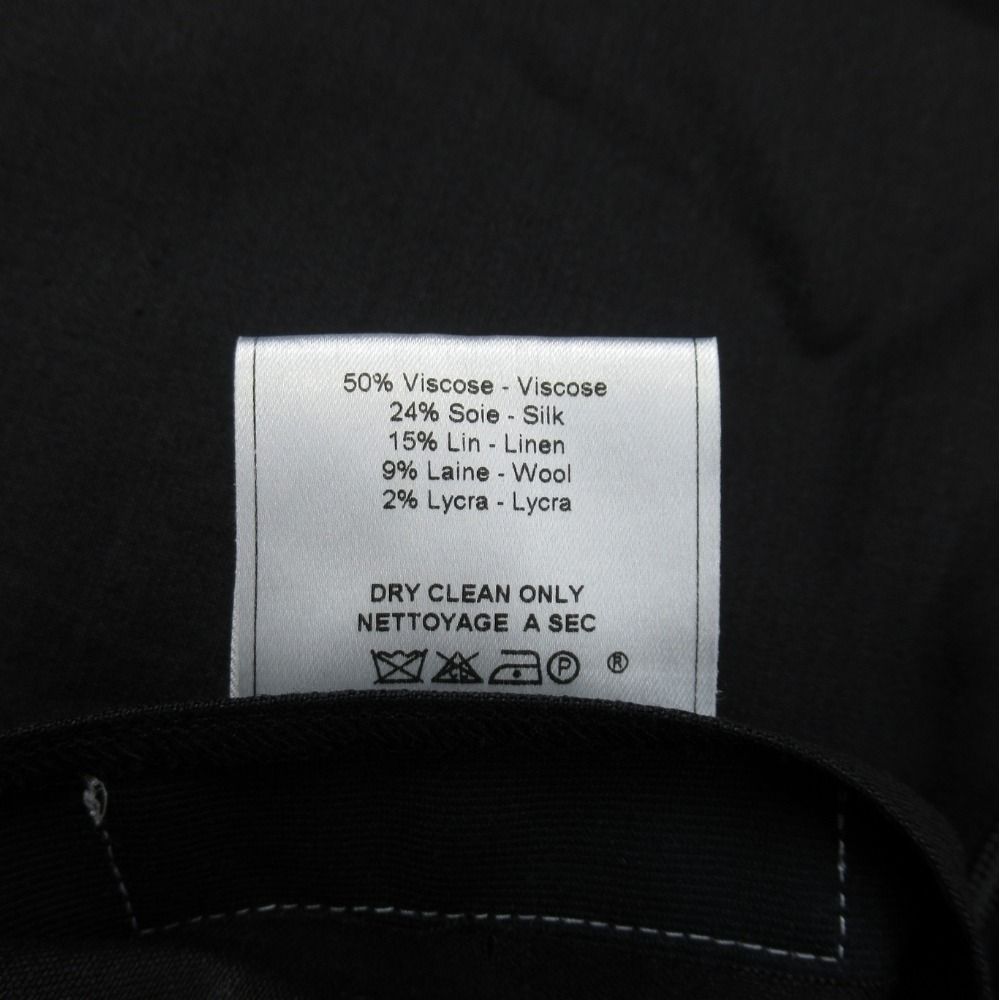 50% Viscose - Viscose
24% Soie - Silk
15% Lin - Linen
9% Laine - Wool
2% Lycra - Lycra
DRY CLEAN ONLY
NETTOYAGE A SEC
CL P ®